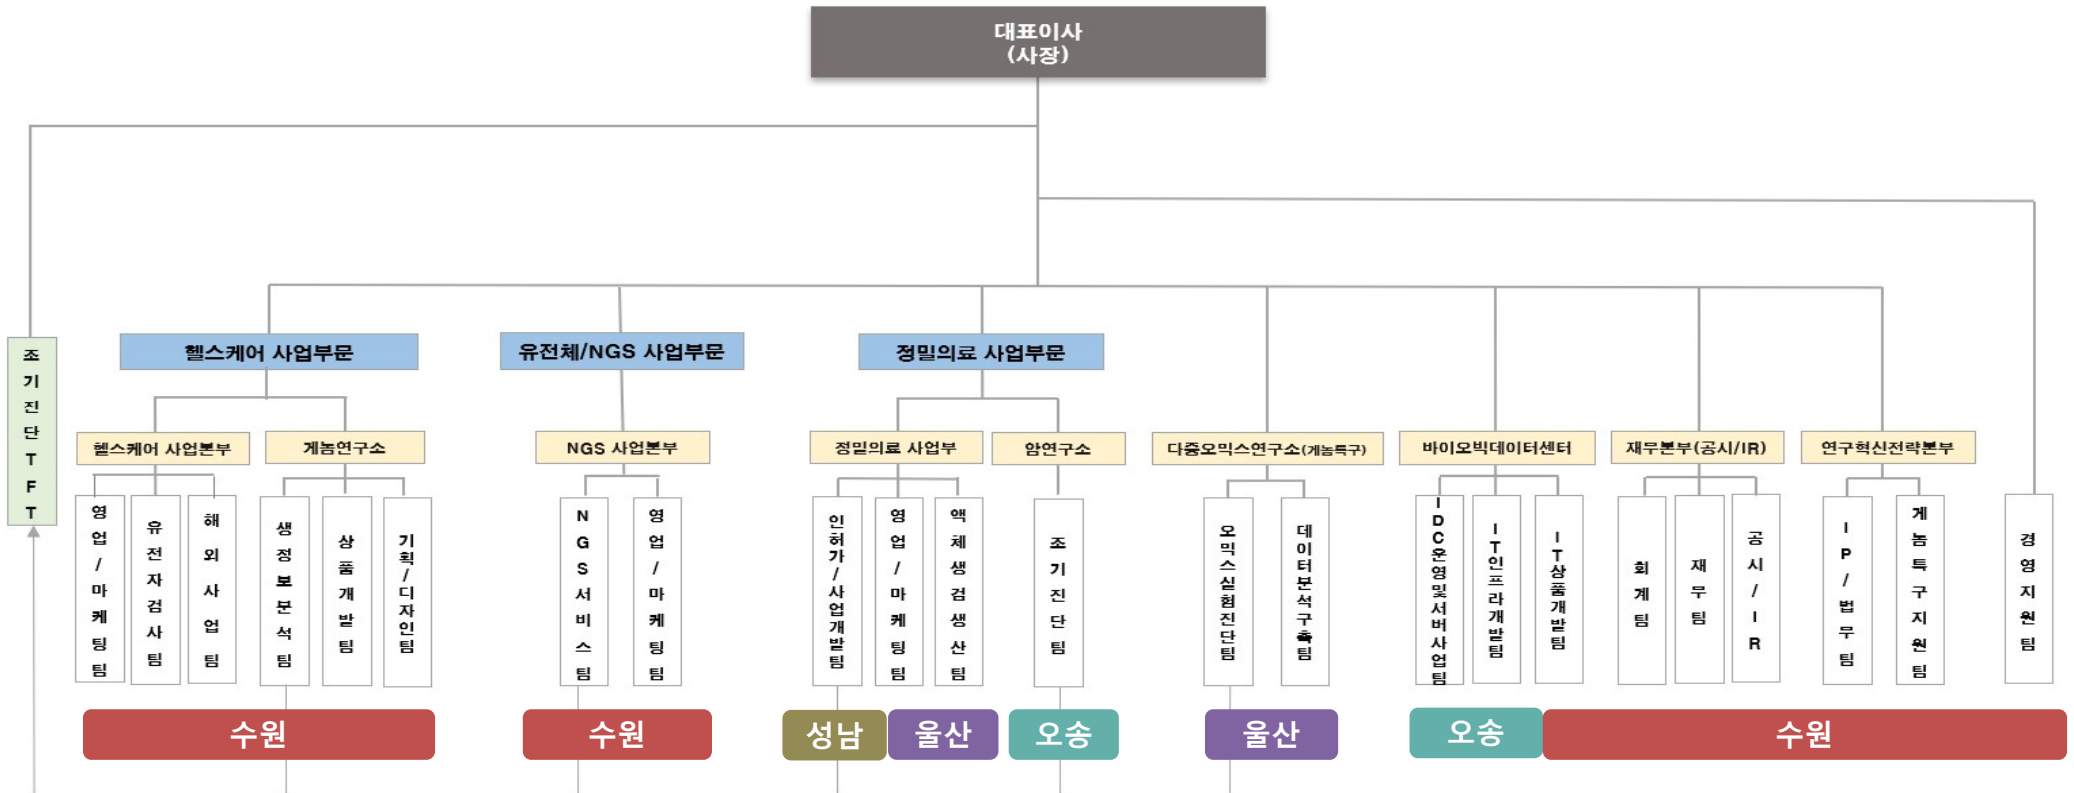 대표이사
(사장)
조기진단TFT
헬스케어 사업부문
유전체/NGS 사업부문
정밀의료 사업부문
헬스케어 사업본부
게놈연구소
NGS 사업본부
정밀의료 사업부
암연구소
다중오믹스연구소(게놈특구)
바이오빅데이터센터
재무본부(공시/IR)
연구혁신전략본부
영업/마케팅팀
유전자검사팀
해외사업팀
생정보분석팀
상품개발팀
기획/디자인팀
NGS서비스팀
영업/마케팅팀
인허가/사업개발팀
영업/마케팅팀
액체생검생산팀
조기진단팀
오믹스실험진단팀
데이터분석구축팀
IDC운영및서버사업팀
IT인프라개발팀
IT상품개발팀
회계팀
재무팀
공시/IR
IP/법무팀
게놈특구지원팀
경영지원팀
수원
수원
성남
울산
오송
울산
오송
수원